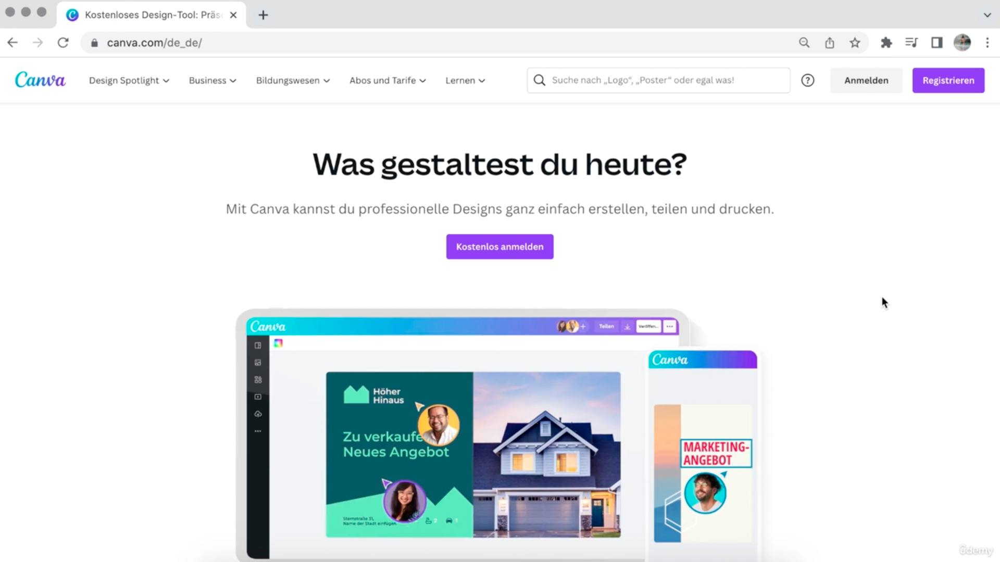 Kostenloses Design-Tool: Präs
canva.com/de_de/
Canva
Design Spotlight
Business
Bildungswesen
Abos und Tarife
Lernen
Suche nach „Logo“, „Poster“ oder egal was!
Anmelden
Registrieren
Was gestaltest du heute?
Mit Canva kannst du professionelle Designs ganz einfach erstellen, teilen und drucken.
Kostenlos anmelden
Canva
Teilen
Veröffen...
Höher
Hinaus
Zu verkaufe
Neues Angebot
Sternstraße 31,
Name der Stadt einfügen
2
1
Canva
MARKETING-
ANGEBOT
ûdemy